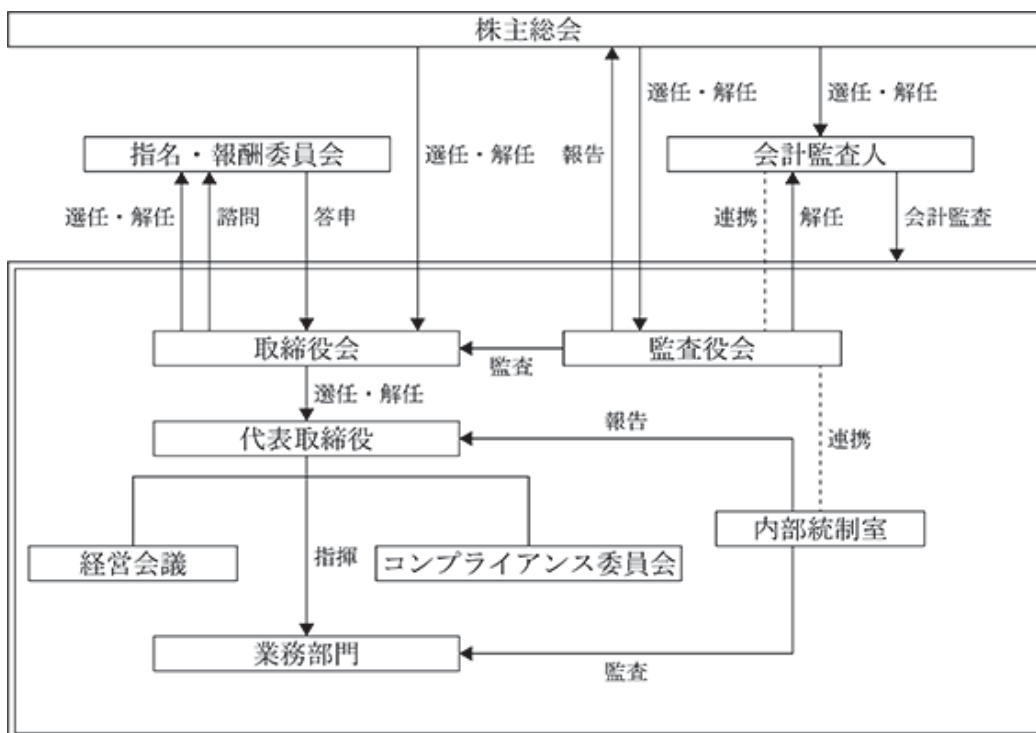 株主総会
選任・解任
選任・解任
指名・報酬委員会
選任・解任
報告
会計監査人
選任・解任
諮問
答申
連携
解任
会計監査
取締役会
監査
監査役会
選任・解任
代表取締役
報告
連携
内部統制室
経営会議
指揮
コンプライアンス委員会
業務部門
監査